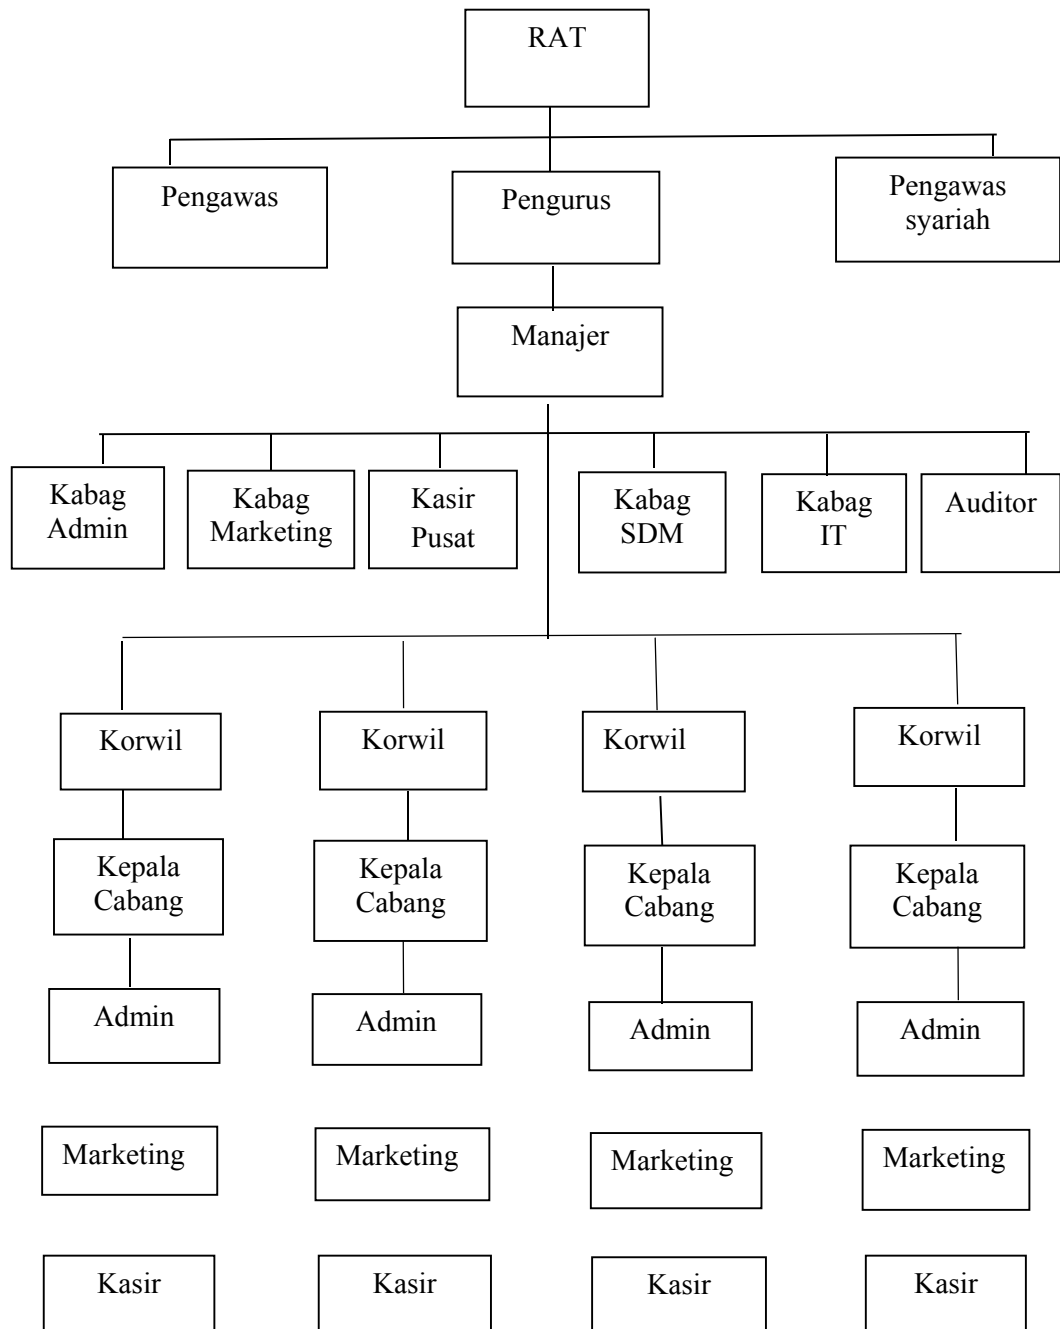 RAT
Pengawas
Pengurus
Pengawas
syariah
Manajer
Kabag
Admin
Kabag
Marketing
Kasir
Pusat
Kabag
SDM
Kabag
IT
Auditor
Korwil
Korwil
Korwil
Korwil
Kepala
Cabang
Kepala
Cabang
Kepala
Cabang
Kepala
Cabang
Admin
Admin
Admin
Admin
Marketing
Marketing
Marketing
Marketing
Kasir
Kasir
Kasir
Kasir